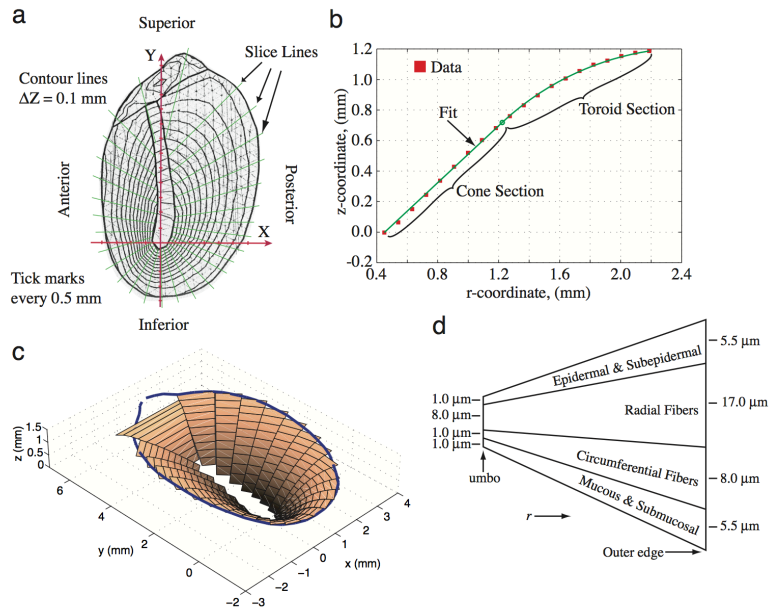 a
Superior
Y
Slice Lines
Contour lines
ΔZ = 0.1 mm
Anterior
Posterior
X
Tick marks
every 0.5 mm
Inferior
b
1.2
1.0
0.8
0.6
0.4
0.2
0.0
-0.2
z-coordinate, (mm)
Data
Fit
Toroid Section
Cone Section
0.4
0.8
1.2
1.6
2.0
2.4
r-coordinate, (mm)
c
1.5
1
0.5
0
z (mm)
6
4
2
0
−2
y (mm)
4
3
2
1
0
−1
−2
−3
x (mm)
d
5.5 μm
Epidermal & Subepidermal
1.0 μm
8.0 μm
1.0 μm
1.0 μm
Radial Fibers
17.0 μm
Circumferential Fibers
8.0 μm
umbo
Mucous & Submucosal
5.5 μm
r
Outer edge